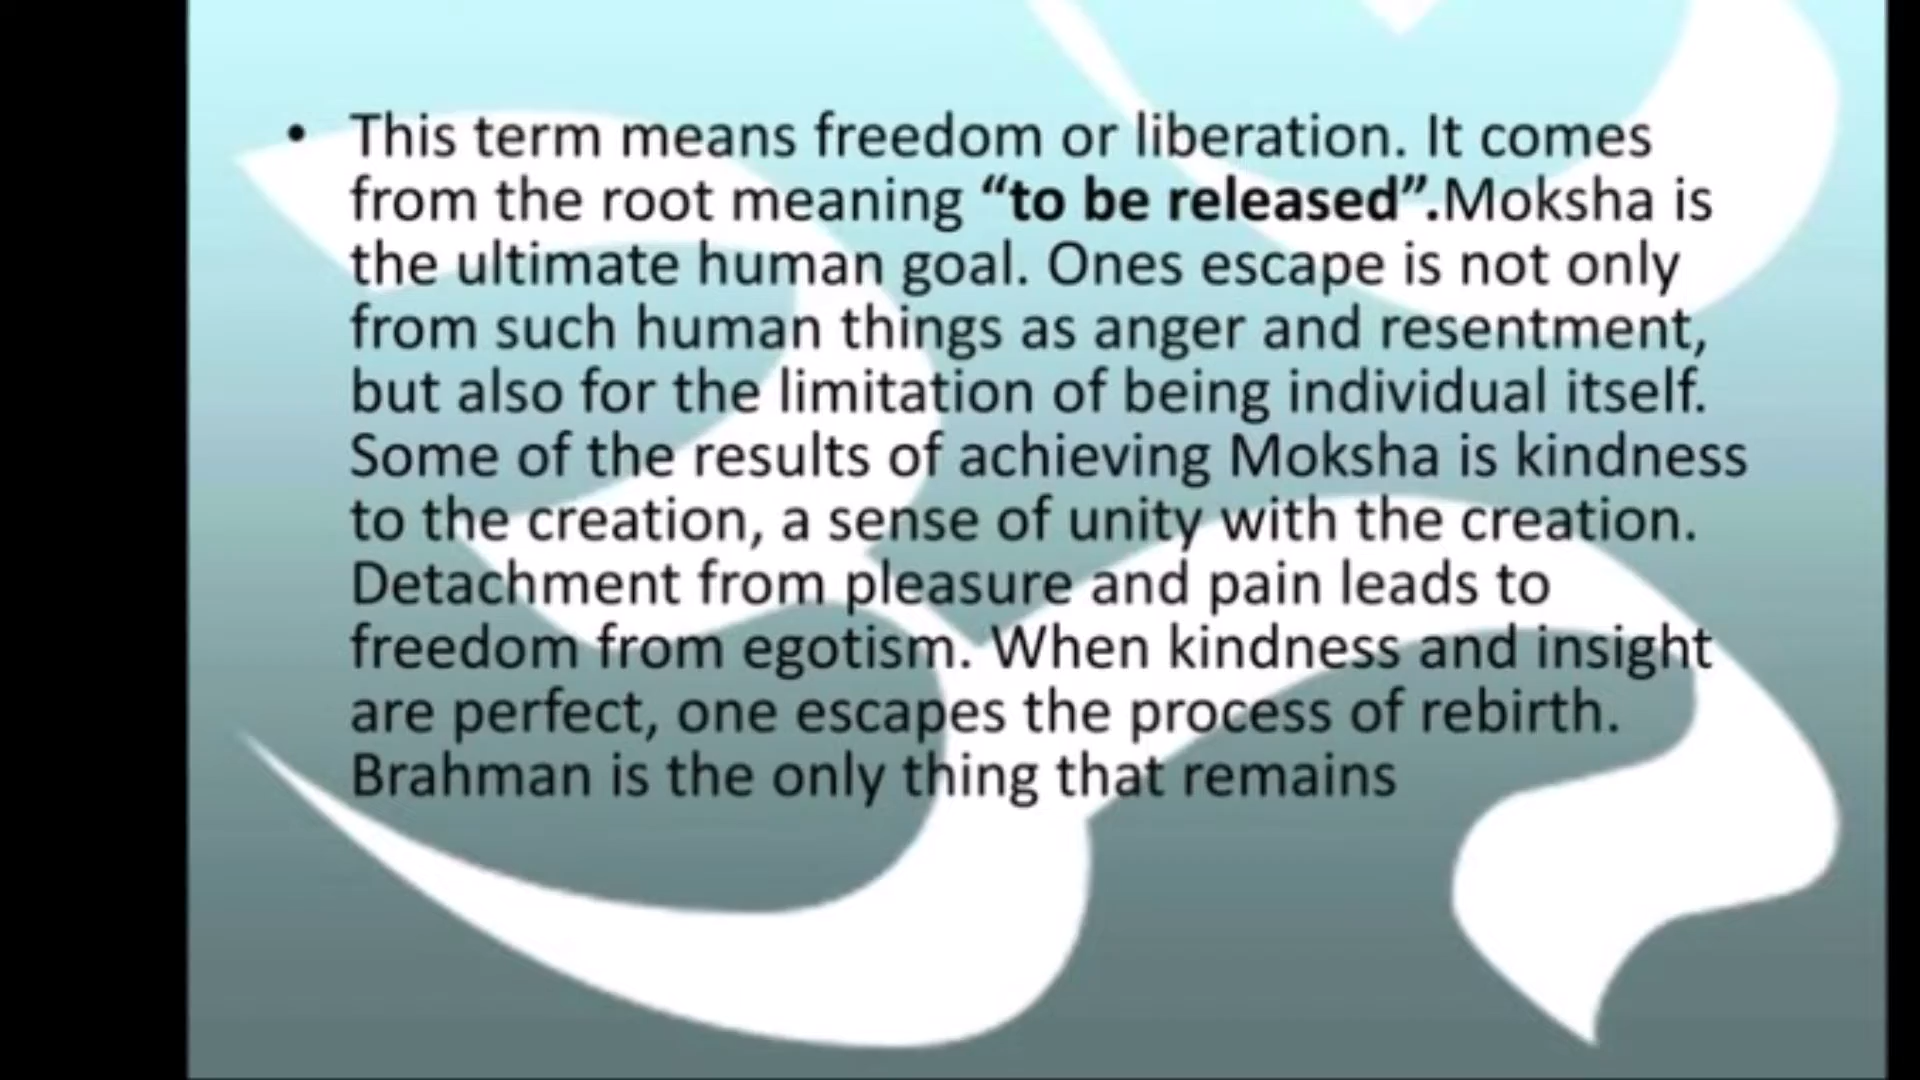 • This term means freedom or liberation. It comes
from the root meaning “to be released”.Moksha is
the ultimate human goal. Ones escape is not only
from such human things as anger and resentment,
but also for the limitation of being individual itself.
Some of the results of achieving Moksha is kindness
to the creation, a sense of unity with the creation.
Detachment from pleasure and pain leads to
freedom from egotism. When kindness and insight
are perfect, one escapes the process of rebirth.
Brahman is the only thing that remains